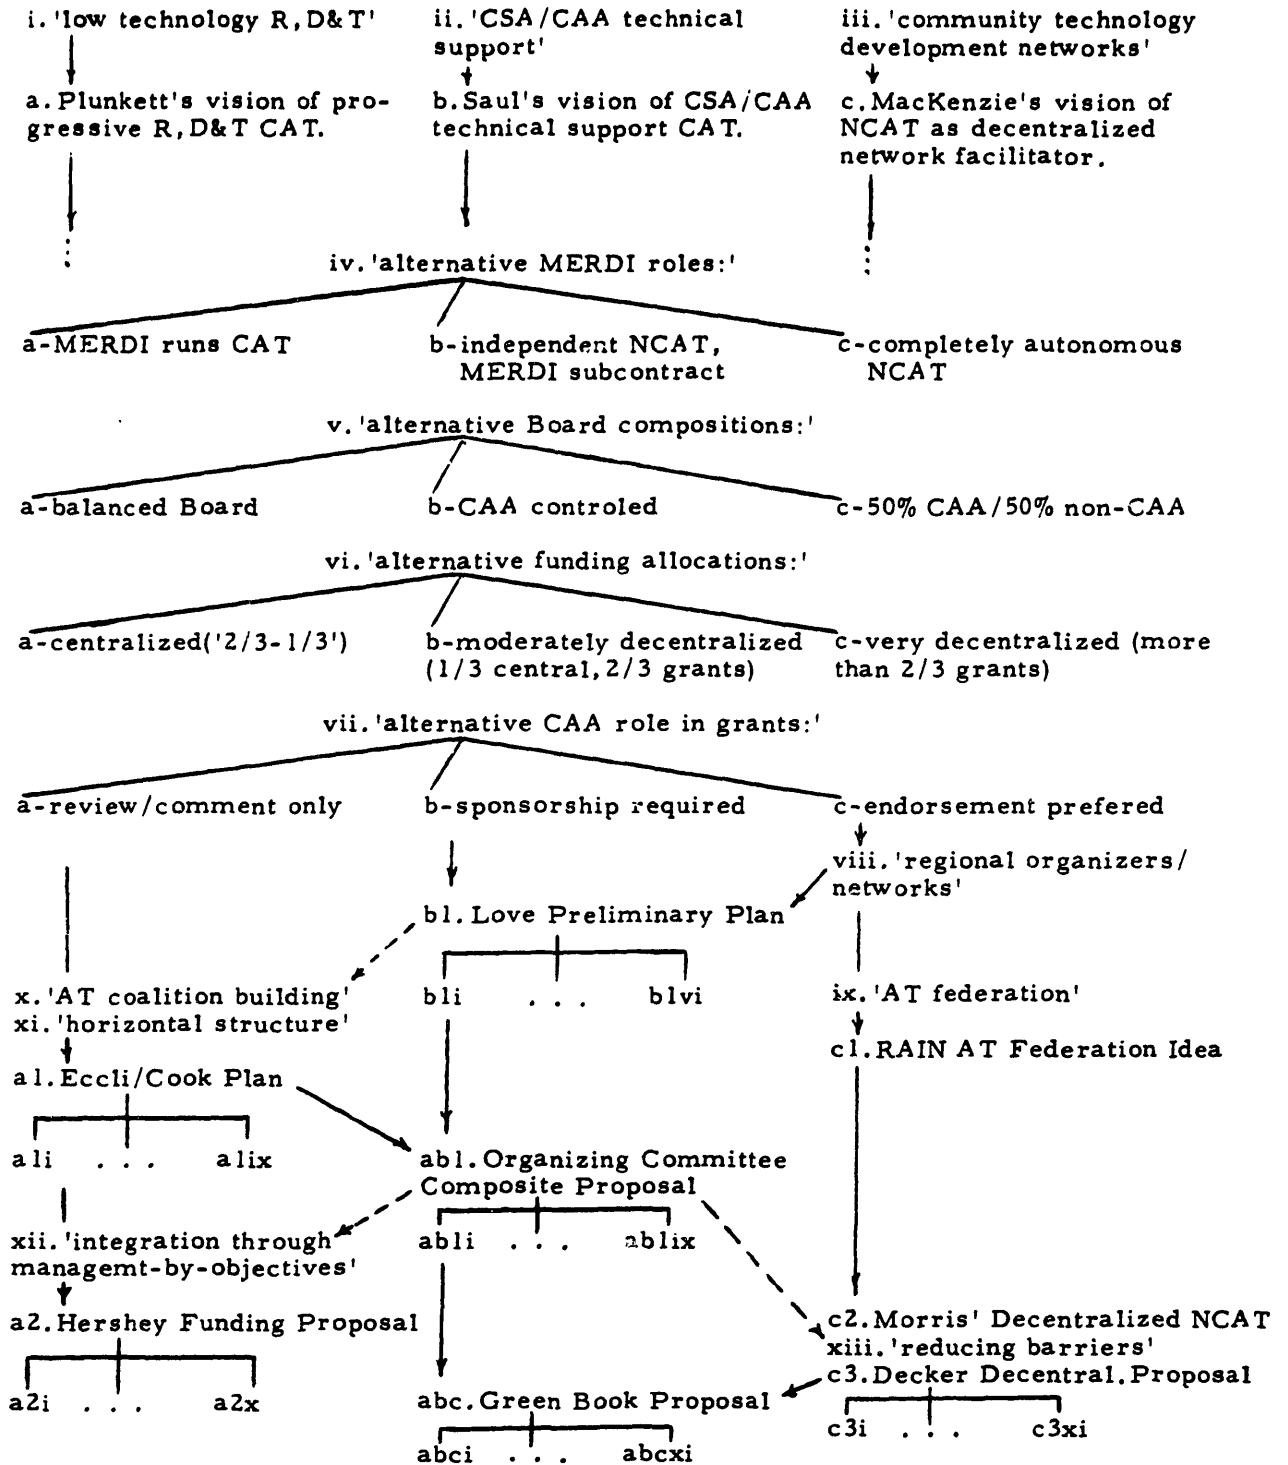 i. 'low technology R, D&T'
ii. 'CSA/CAA technical
support'
iii. 'community technology
development networks'
a. Plunkett's vision of pro-
gressive R, D&T CAT.
b. Saul's vision of CSA/CAA
technical support CAT.
c. MacKenzie's vision of
NCAT as decentralized
network facilitator.
iv. 'alternative MERDI roles:'
a-MERDI runs CAT
b-independent NCAT,
MERDI subcontract
c-completely autonomous
NCAT
v. 'alternative Board compositions:'
a-balanced Board
b-CAA controled
c-50% CAA/50% non-CAA
vi. 'alternative funding allocations:'
a-centralized('2/3-1/3')
b-moderately decentralized
(1/3 central, 2/3 grants)
c-very decentralized (more
than 2/3 grants)
vii. 'alternative CAA role in grants:'
a-review/comment only
b-sponsorship required
c-endorsement prefered
viii. 'regional organizers/
networks'
b1. Love Preliminary Plan
b1i . . . b1vi
x. 'AT coalition building'
xi. 'horizontal structure'
ix. 'AT federation'
c1. RAIN AT Federation Idea
a1. Eccli/Cook Plan
a1i . . . a1ix
ab1. Organizing Committee
Composite Proposal
ab1i . . . ab1ix
xii. 'integration through
managemt-by-objectives'
a2. Hershey Funding Proposal
a2i . . . a2x
c2. Morris' Decentralized NCAT
xiii. 'reducing barriers'
c3. Decker Decentral. Proposal
c3i . . . c3xi
abc. Green Book Proposal
abci . . . abcxi